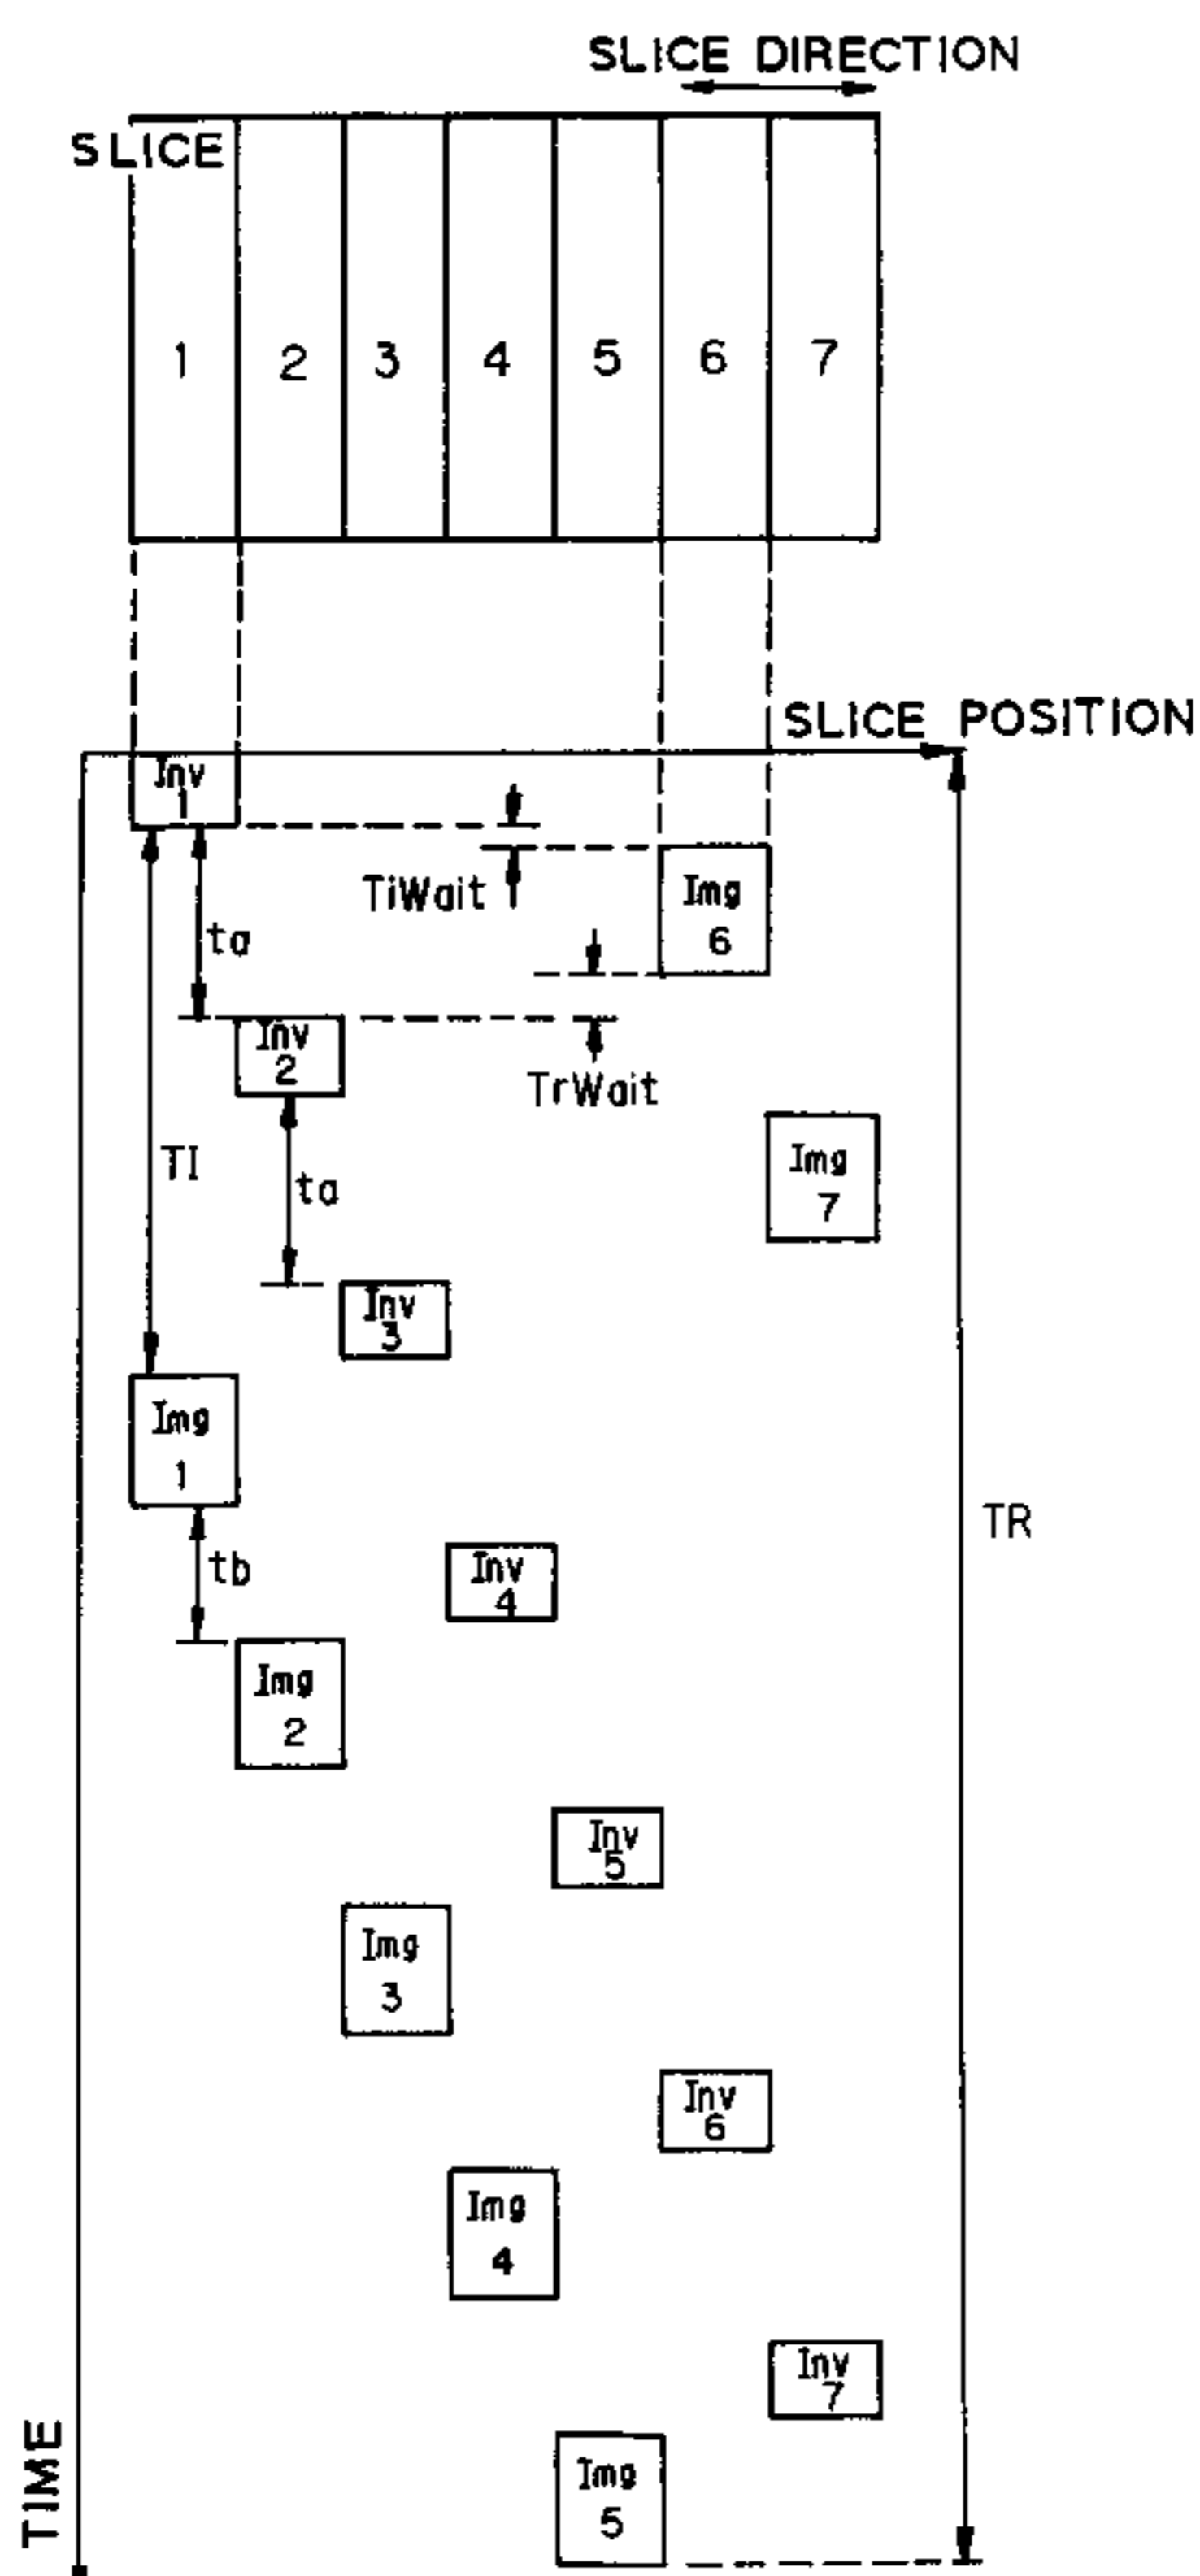 SLICE DIRECTION
SLICE
1 2 3 4 5 6 7
SLICE POSITION
Inv
1
TiWait
Img
6
ta
Inv
2
TrWait
TI
ta
Img
7
Inv
3
Img
1
TR
tb
Inv
4
Img
2
Inv
5
Img
3
Inv
6
Img
4
Inv
7
TIME
Img
5